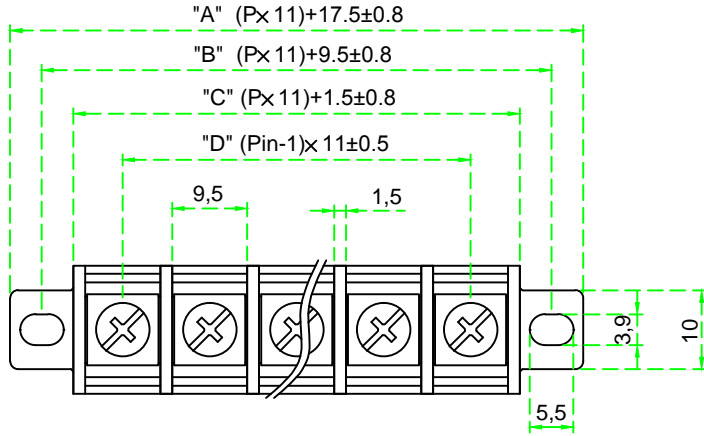 "A" (P×11)+17.5±0.8
"B" (P×11)+9.5±0.8
"C" (P×11)+1.5±0.8
"D" (Pin-1)×11±0.5
9,5
1,5
3,9
10
5,5